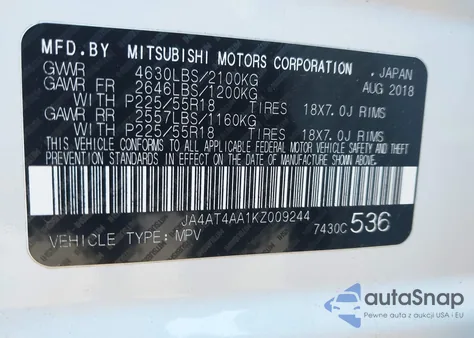 MFD.BY MITSUBISHI MOTORS CORPORATION , JAPAN
GVWR 4630LBS/2100KG AUG 2018
GAWR FR 2646LBS/1200KG
WITH P225/55R18 TIRES 18X7.0J RIMS
GAWR RR 2557LBS/1160KG
WITH P225/55R18 TIRES 18X7.0J RIMS
THIS VEHICLE CONFORMS TO ALL APPLICABLE FEDERAL MOTOR VEHICLE SAFETY, BUMPER AND THEFT
PREVENTION STANDARDS IN EFFECT ON THE DATE OF MANUFACTURE SHOWN ABOVE.
JA4AT4AA1KZ009244
VEHICLE TYPE: MPV 7430C 536
autoSnap
Pewne auta z USA i EU